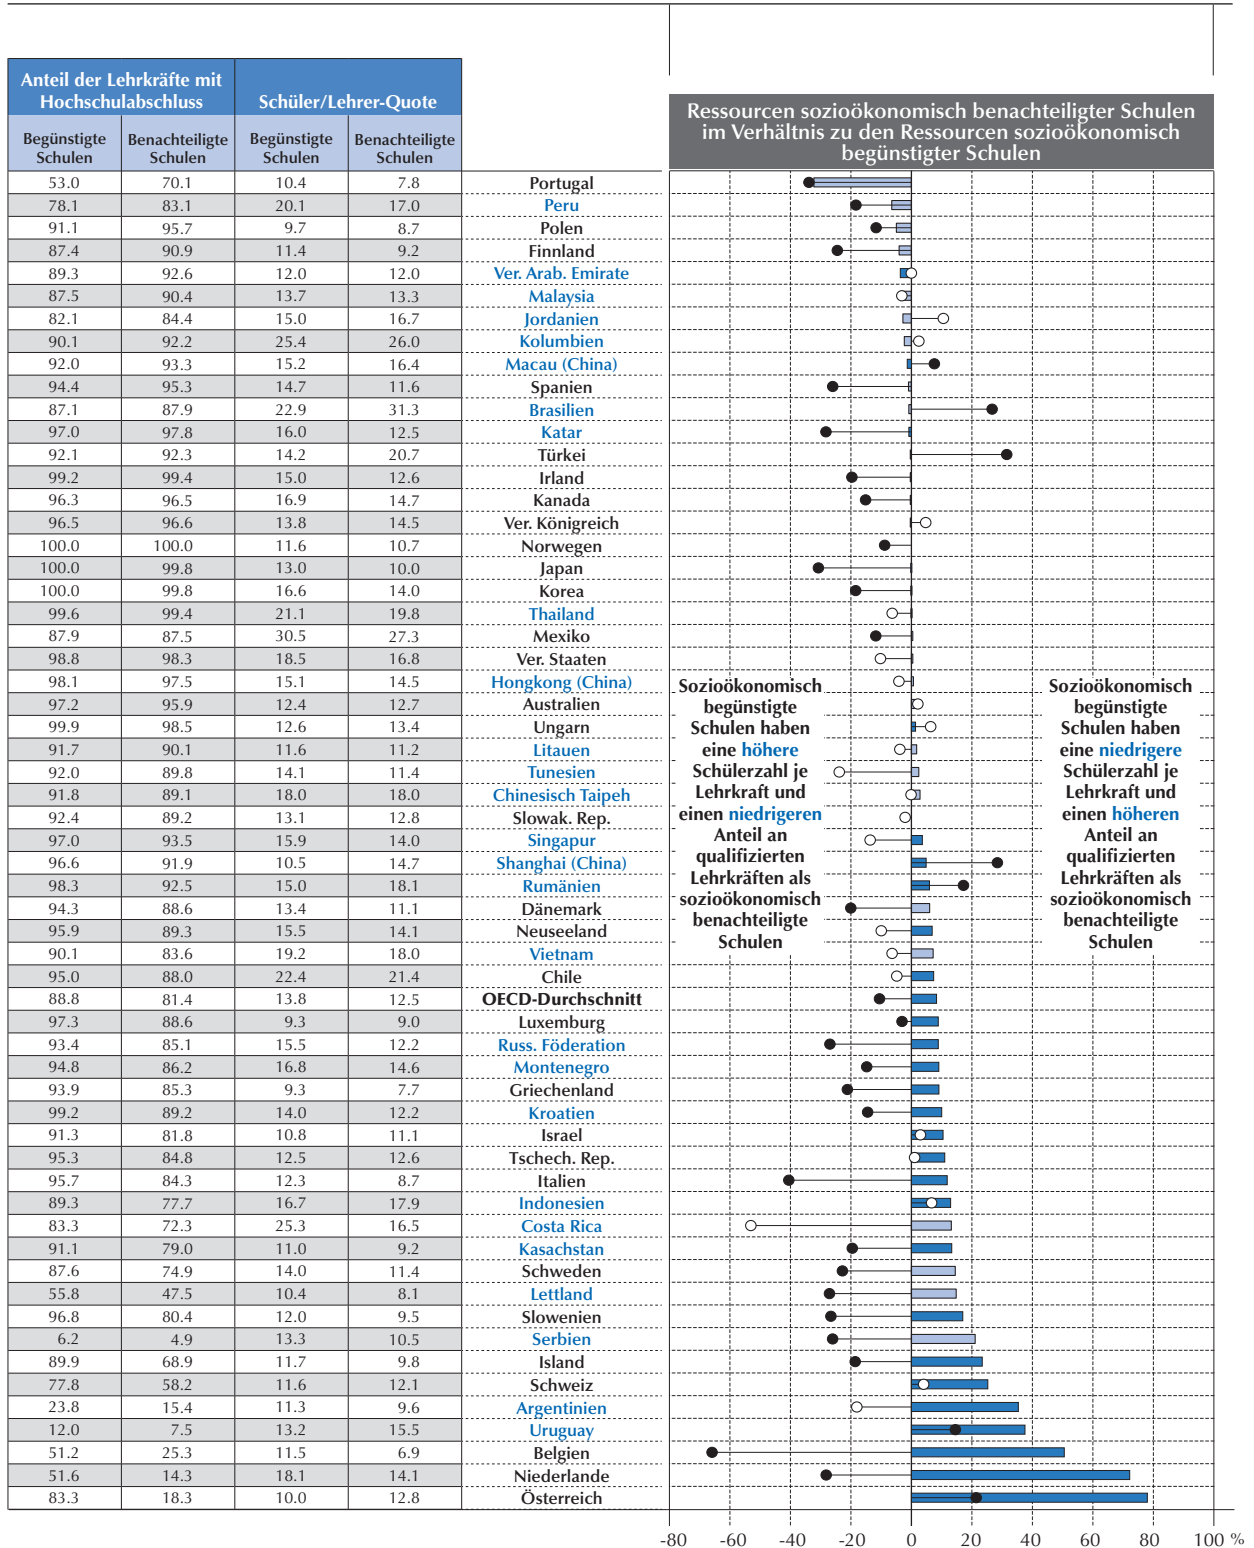 Anteil der Lehrkräfte mit
Hochschulabschluss
Schüler/Lehrer-Quote
Begünstigte
Schulen
Benachteiligte
Schulen
Begünstigte
Schulen
Benachteiligte
Schulen
Ressourcen sozioökonomisch benachteiligter Schulen
im Verhältnis zu den Ressourcen sozioökonomisch
begünstigter Schulen
53.0 70.1 10.4 7.8 Portugal
78.1 83.1 20.1 17.0 Peru
91.1 95.7 9.7 8.7 Polen
87.4 90.9 11.4 9.2 Finnland
89.3 92.6 12.0 12.0 Ver. Arab. Emirate
87.5 90.4 13.7 13.3 Malaysia
82.1 84.4 15.0 16.7 Jordanien
90.1 92.2 25.4 26.0 Kolumbien
92.0 93.3 15.2 16.4 Macau (China)
94.4 95.3 14.7 11.6 Spanien
87.1 87.9 22.9 31.3 Brasilien
97.0 97.8 16.0 12.5 Katar
92.1 92.3 14.2 20.7 Türkei
99.2 99.4 15.0 12.6 Irland
96.3 96.5 16.9 14.7 Kanada
96.5 96.6 13.8 14.5 Ver. Königreich
100.0 100.0 11.6 10.7 Norwegen
100.0 99.8 13.0 10.0 Japan
100.0 99.8 16.6 14.0 Korea
99.6 99.4 21.1 19.8 Thailand
87.9 87.5 30.5 27.3 Mexiko
98.8 98.3 18.5 16.8 Ver. Staaten
98.1 97.5 15.1 14.5 Hongkong (China)
97.2 95.9 12.4 12.7 Australien
99.9 98.5 12.6 13.4 Ungarn
91.7 90.1 11.6 11.2 Litauen
92.0 89.8 14.1 11.4 Tunesien
91.8 89.1 18.0 18.0 Chinesisch Taipeh
92.4 89.2 13.1 12.8 Slowak. Rep.
97.0 93.5 15.9 14.0 Singapur
96.6 91.9 10.5 14.7 Shanghai (China)
98.3 92.5 15.0 18.1 Rumänien
94.3 88.6 13.4 11.1 Dänemark
95.9 89.3 15.5 14.1 Neuseeland
90.1 83.6 19.2 18.0 Vietnam
95.0 88.0 22.4 21.4 Chile
88.8 81.4 13.8 12.5 OECD-Durchschnitt
97.3 88.6 9.3 9.0 Luxemburg
93.4 85.1 15.5 12.2 Russ. Föderation
94.8 86.2 16.8 14.6 Montenegro
93.9 85.3 9.3 7.7 Griechenland
99.2 89.2 14.0 12.2 Kroatien
91.3 81.8 10.8 11.1 Israel
95.3 84.8 12.5 12.6 Tschech. Rep.
95.7 84.3 12.3 8.7 Italien
89.3 77.7 16.7 17.9 Indonesien
83.3 72.3 25.3 16.5 Costa Rica
91.1 79.0 11.0 9.2 Kasachstan
87.6 74.9 14.0 11.4 Schweden
55.8 47.5 10.4 8.1 Lettland
96.8 80.4 12.0 9.5 Slowenien
6.2 4.9 13.3 10.5 Serbien
89.9 68.9 11.7 9.8 Island
77.8 58.2 11.6 12.1 Schweiz
23.8 15.4 11.3 9.6 Argentinien
12.0 7.5 13.2 15.5 Uruguay
51.2 25.3 11.5 6.9 Belgien
51.6 14.3 18.1 14.1 Niederlande
83.3 18.3 10.0 12.8 Österreich
Sozioökonomisch
begünstigte
Schulen haben
eine höhere
Schülerzahl je
Lehrkraft und
einen niedrigeren
Anteil an
qualifizierten
Lehrkräften als
sozioökonomisch
benachteiligte
Schulen
Sozioökonomisch
begünstigte
Schulen haben
eine niedrigere
Schülerzahl je
Lehrkraft und
einen höheren
Anteil an
qualifizierten
Lehrkräften als
sozioökonomisch
benachteiligte
Schulen
-80 -60 -40 -20 0 20 40 60 80 100 %